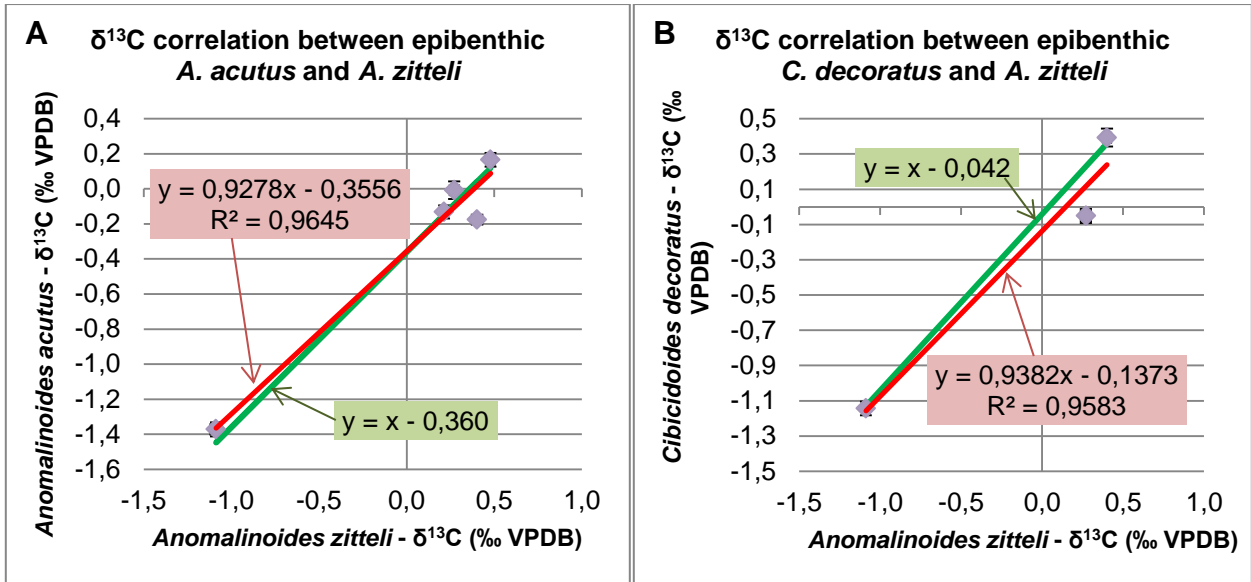 A
δ¹³C correlation between epibenthic
A. acutus and A. zitteli
Anomalinoides acutus - δ¹³C (‰ VPDB)
0,4
0,2
0,0
-0,2
-0,4
-0,6
-0,8
-1,0
-1,2
-1,4
-1,6
y = 0,9278x - 0,3556
R² = 0,9645
y = x - 0,360
-1,5
-1,0
-0,5
0,0
0,5
1,0
Anomalinoides zitteli - δ¹³C (‰ VPDB)
B
δ¹³C correlation between epibenthic
C. decoratus and A. zitteli
Cibicidoides decoratus - δ¹³C (‰
VPDB)
0,5
0,3
0,1
-0,1
-0,3
-0,5
-0,7
-0,9
-1,1
-1,3
-1,5
y = x - 0,042
y = 0,9382x - 0,1373
R² = 0,9583
-1,5
-1,0
-0,5
0,0
0,5
1,0
Anomalinoides zitteli - δ¹³C (‰ VPDB)